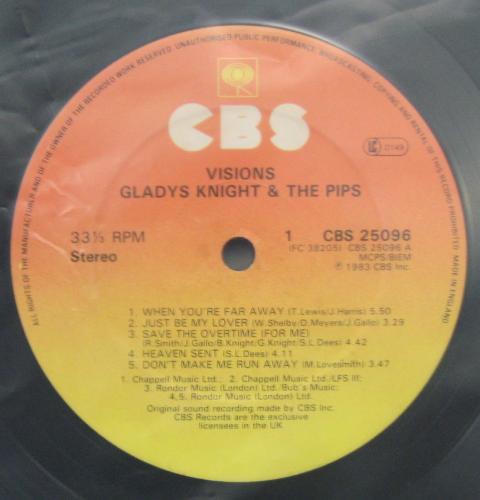 ALL RIGHTS OF THE MANUFACTURER AND OF THE OWNER OF THE RECORDED WORK RESERVED. UNAUTHORISED PUBLIC PERFORMANCE, BROADCASTING, COPYING AND RENTAL OF THIS RECORD PROHIBITED. MADE IN ENGLAND
CBS
LC 0149
VISIONS
GLADYS KNIGHT & THE PIPS
33⅓ RPM 1 CBS 25096
Stereo (FC 38205) CBS 25096 A
MCPS/BIEM
℗ 1983 CBS Inc.
1. WHEN YOU'RE FAR AWAY (T.Lewis/J.Harris) 5.50
2. JUST BE MY LOVER (W.Shelby/D.Meyers/J.Gallo) 3.29
3. SAVE THE OVERTIME (FOR ME)
(R.Smith/J.Gallo/B.Knight/G.Knight/S.L.Dees) 4.42
4. HEAVEN SENT (S.L.Dees) 4.11
5. DON'T MAKE ME RUN AWAY (M.Lovesmith) 3.47
1. Chappell Music Ltd.; 2. Chappell Music Ltd./LFS III;
3. Rondor Music (London) Ltd./Bub's Music;
4,5. Rondor Music (London) Ltd.
Original sound recording made by CBS Inc.
CBS Records are the exclusive
licensees in the UK